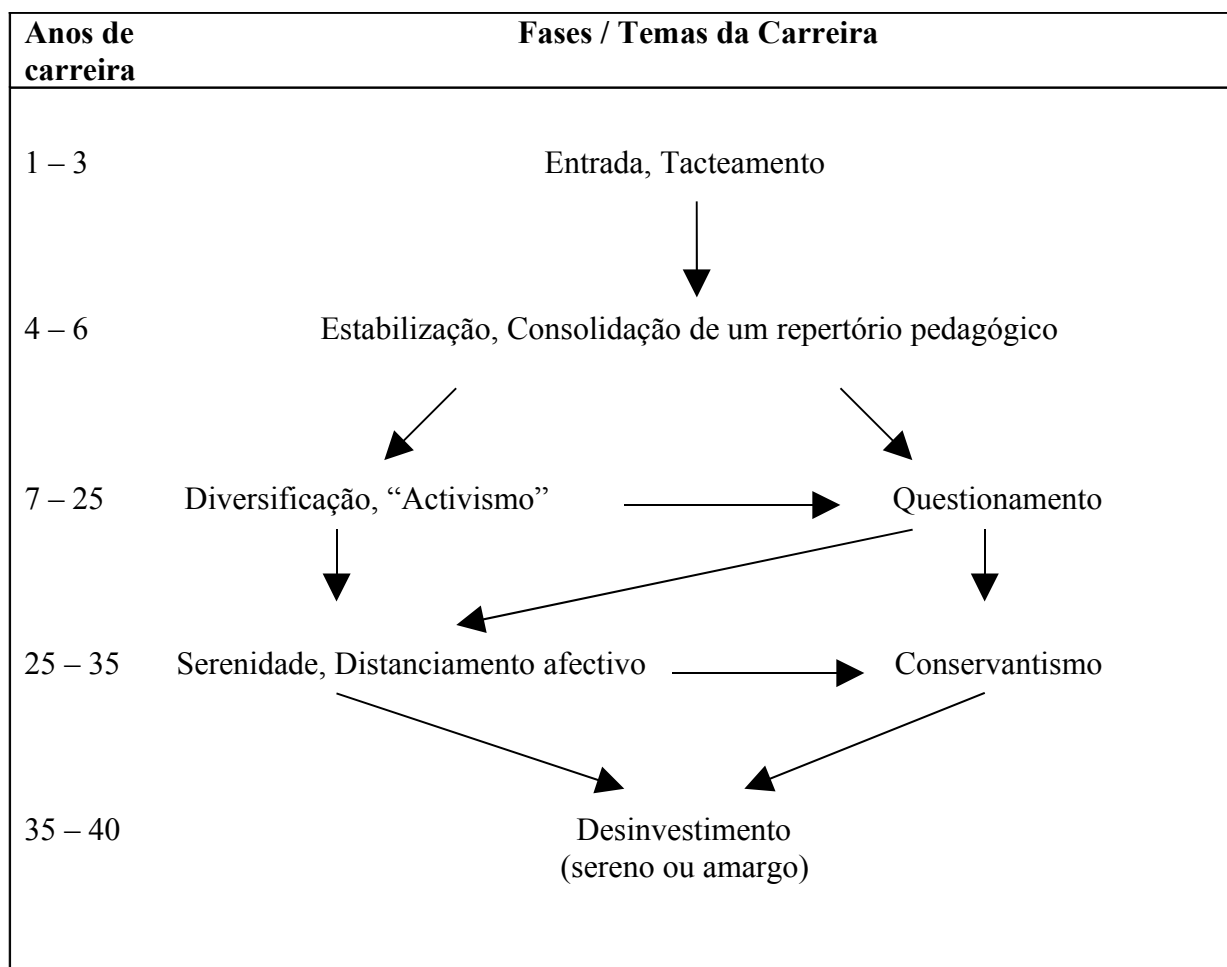 Anos de carreira
Fases / Temas da Carreira
1 – 3 Entrada, Tacteamento
4 – 6 Estabilização, Consolidação de um repertório pedagógico
7 – 25 Diversificação, “Activismo” Questionamento
25 – 35 Serenidade, Distanciamento afectivo Conservantismo
35 – 40 Desinvestimento
(sereno ou amargo)